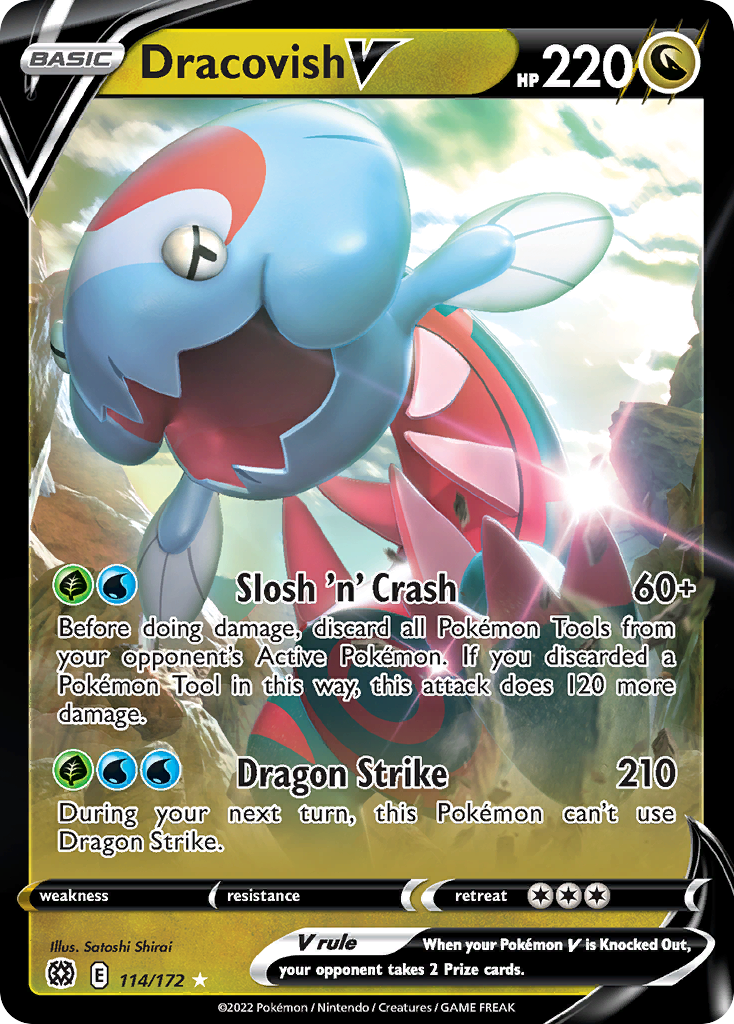 BASIC
Dracovish V
HP 220
Slosh ’n’ Crash 60+
Before doing damage, discard all Pokémon Tools from
your opponent’s Active Pokémon. If you discarded a
Pokémon Tool in this way, this attack does 120 more
damage.
Dragon Strike 210
During your next turn, this Pokémon can’t use
Dragon Strike.
weakness resistance retreat
Illus. Satoshi Shirai
V rule When your Pokémon V is Knocked Out,
your opponent takes 2 Prize cards.
E 114/172
©2022 Pokémon / Nintendo / Creatures / GAME FREAK